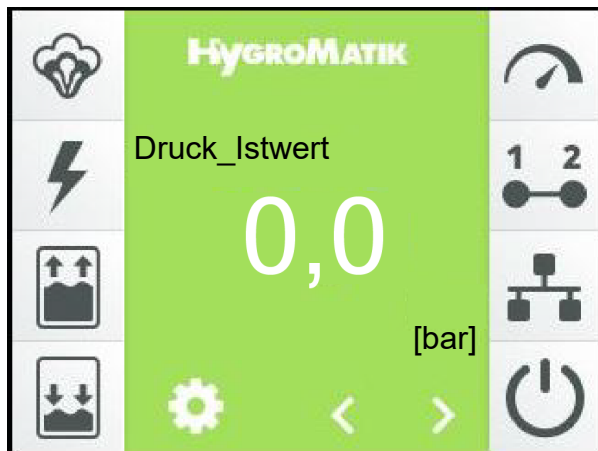 HYGROMATIK
Druck_Istwert
1 2
0,0
[bar]